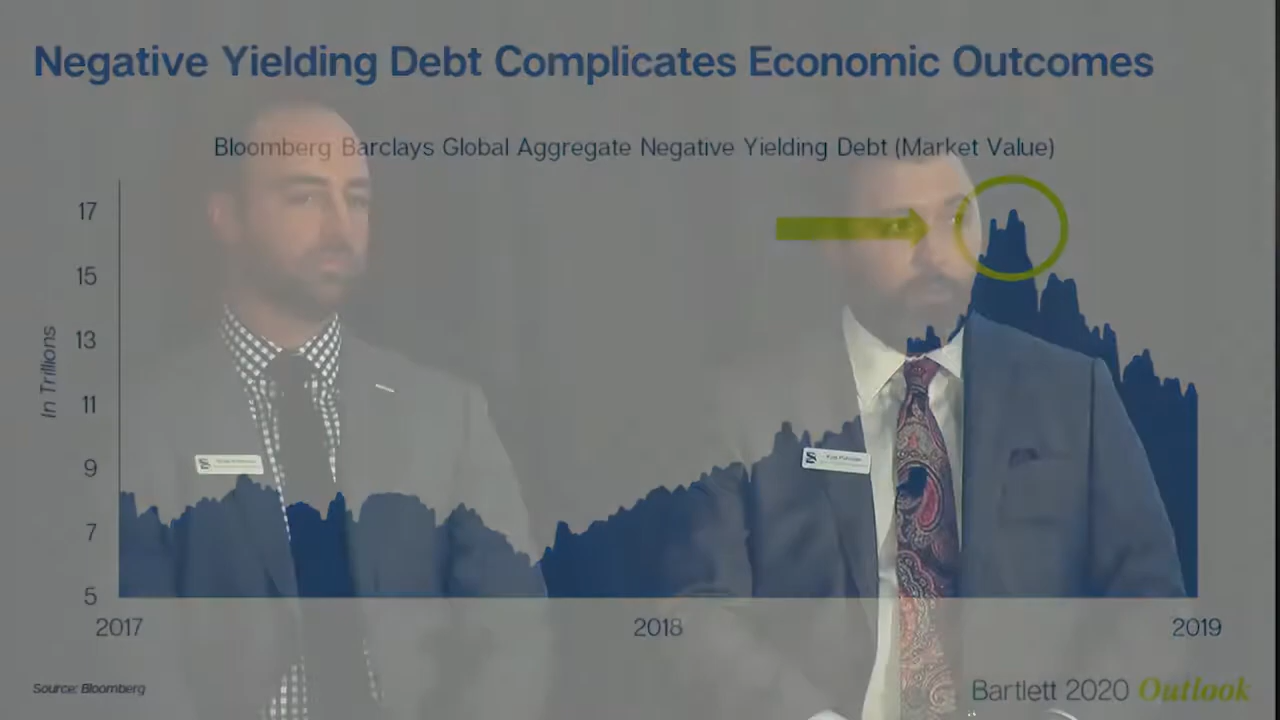 Negative Yielding Debt Complicates Economic Outcomes
Bloomberg Barclays Global Aggregate Negative Yielding Debt (Market Value)
In Trillions
17
15
13
11
9
7
5
2017
2018
2019
Source: Bloomberg
Bartlett 2020 Outlook